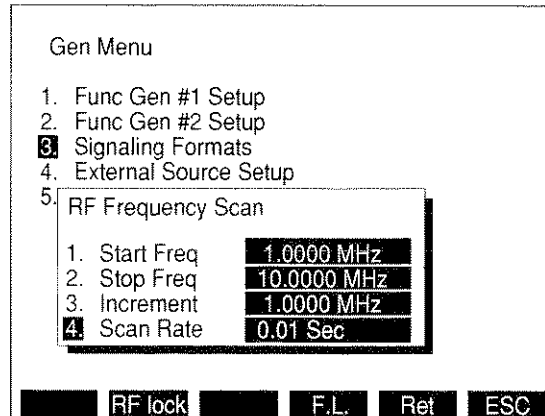 Gen Menu
1. Func Gen #1 Setup
2. Func Gen #2 Setup
3. Signaling Formats
4. External Source Setup
5.
RF Frequency Scan
1. Start Freq 1.0000 MHz
2. Stop Freq 10.0000 MHz
3. Increment 1.0000 MHz
4. Scan Rate 0.01 Sec
RF lock F.L. Ret ESC